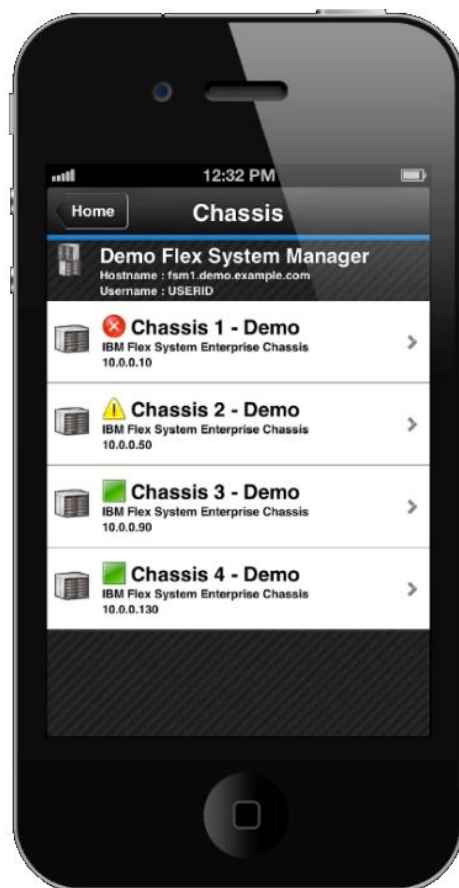 12:32 PM
Home
Chassis
Demo Flex System Manager
Hostname : fsm1.demo.example.com
Username : USERID
Chassis 1 - Demo
IBM Flex System Enterprise Chassis
10.0.0.10
Chassis 2 - Demo
IBM Flex System Enterprise Chassis
10.0.0.50
Chassis 3 - Demo
IBM Flex System Enterprise Chassis
10.0.0.90
Chassis 4 - Demo
IBM Flex System Enterprise Chassis
10.0.0.130